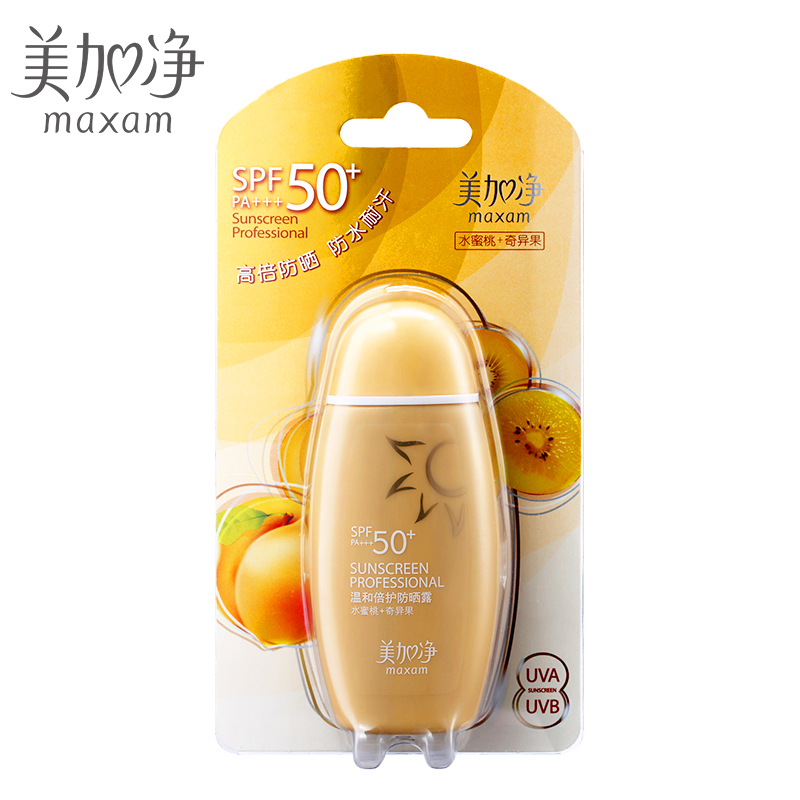 美加净
maxam
SPF 50+
PA+++
Sunscreen
Professional
高倍防晒 防水耐汗
美加净
maxam
水蜜桃+奇异果
SPF 50+
PA+++
SUNSCREEN
PROFESSIONAL
温和倍护防晒露
水蜜桃+奇异果
美加净
maxam
UVA
SUNSCREEN
UVB